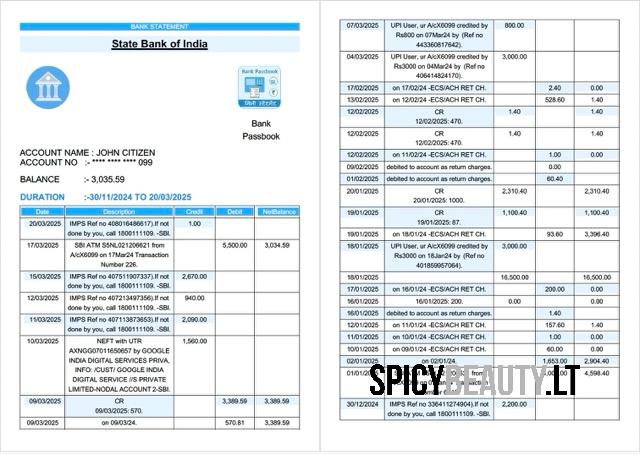 BANK STATEMENT
State Bank of India
Bank Passbook
Bank
Passbook
ACCOUNT NAME : JOHN CITIZEN
ACCOUNT NO :- **** **** **** 099
BALANCE :- 3,035.59
DURATION :-30/11/2024 TO 20/03/2025
Date Description Credit Debit NetBalance
20/03/2025 IMPS Ref no 408016486617).If not 1.00
done by you, call 1800111109. -SBI.
17/03/2025 SBI ATM S5NL021206621 from 5,500.00 3,034.59
A/cX6099 on 17Mar24 Transaction
Number 226.
15/03/2025 IMPS Ref no 407511907337).If not 2,670.00
done by you, call 1800111109. -SBI.
12/03/2025 IMPS Ref no 407213497356).If not 940.00
done by you, call 1800111109. -SBI.
11/03/2025 IMPS Ref no 407113873653).If not 2,090.00
done by you, call 1800111109. -SBI.
10/03/2025 NEFT with UTR 1,560.00
AXNGG07011650657 by GOOGLE
INDIA DIGITAL SERVICES PRIVA,
INFO: /CUST/ GOOGLE INDIA
DIGITAL SERVICE //S PRIVATE
LIMITED-NODAL ACCOUNT 2-SBI.
09/03/2025 CR 3,389.59 3,389.59
09/03/2025: 570.
09/03/2025 on 09/03/24. 570.81 3,389.59
07/03/2025 UPI User, ur A/cX6099 credited by 800.00
Rs800 on 07Mar24 by (Ref no
443360817642).
04/03/2025 UPI User, ur A/cX6099 credited by 3,000.00
Rs3000 on 04Mar24 by (Ref no
406414824170).
17/02/2025 on 17/02/24 -ECS/ACH RET CH. 2.40 0.00
13/02/2025 on 12/02/24 -ECS/ACH RET CH. 528.60 1.40
12/02/2025 CR 1.40 1.40
12/02/2025: 470.
12/02/2025 CR 1.40 1.40
12/02/2025: 470.
12/02/2025 on 11/02/24 -ECS/ACH RET CH. 1.00 0.00
09/02/2025 debited to account as return charges. 0.00
01/02/2025 debited to account as return charges. 60.40
20/01/2025 CR 2,310.40 2,310.40
20/01/2025: 1000.
19/01/2025 CR 1,100.40 1,100.40
19/01/2025: 87.
19/01/2025 on 18/01/24 -ECS/ACH RET CH. 93.60 3,396.40
18/01/2025 UPI User, ur A/cX6099 credited by 3,000.00
Rs3000 on 18Jan24 by (Ref no
401859957064).
18/01/2025 16,500.00 16,500.00
17/01/2025 on 16/01/24 -ECS/ACH RET CH. 200.00 0.00
16/01/2025 16/01/2025: 200. 0.00 0.00
16/01/2025 debited to account as return charges. 1.40
12/01/2025 on 11/01/24 -ECS/ACH RET CH. 157.60 1.40
11/01/2025 on 10/01/24 -ECS/ACH RET CH. 1.00 0.00
10/01/2025 on 09/01/24 -ECS/ACH RET CH. 60.00 0.00
02/01/2025 on 02/01/24. 1,653.00 2,904.40
01/01/2025 4,598.40
SPICYBEAUTY.LT
30/12/2024 IMPS Ref no 336411274904).If not 2,200.00
done by you, call 1800111109. -SBI.